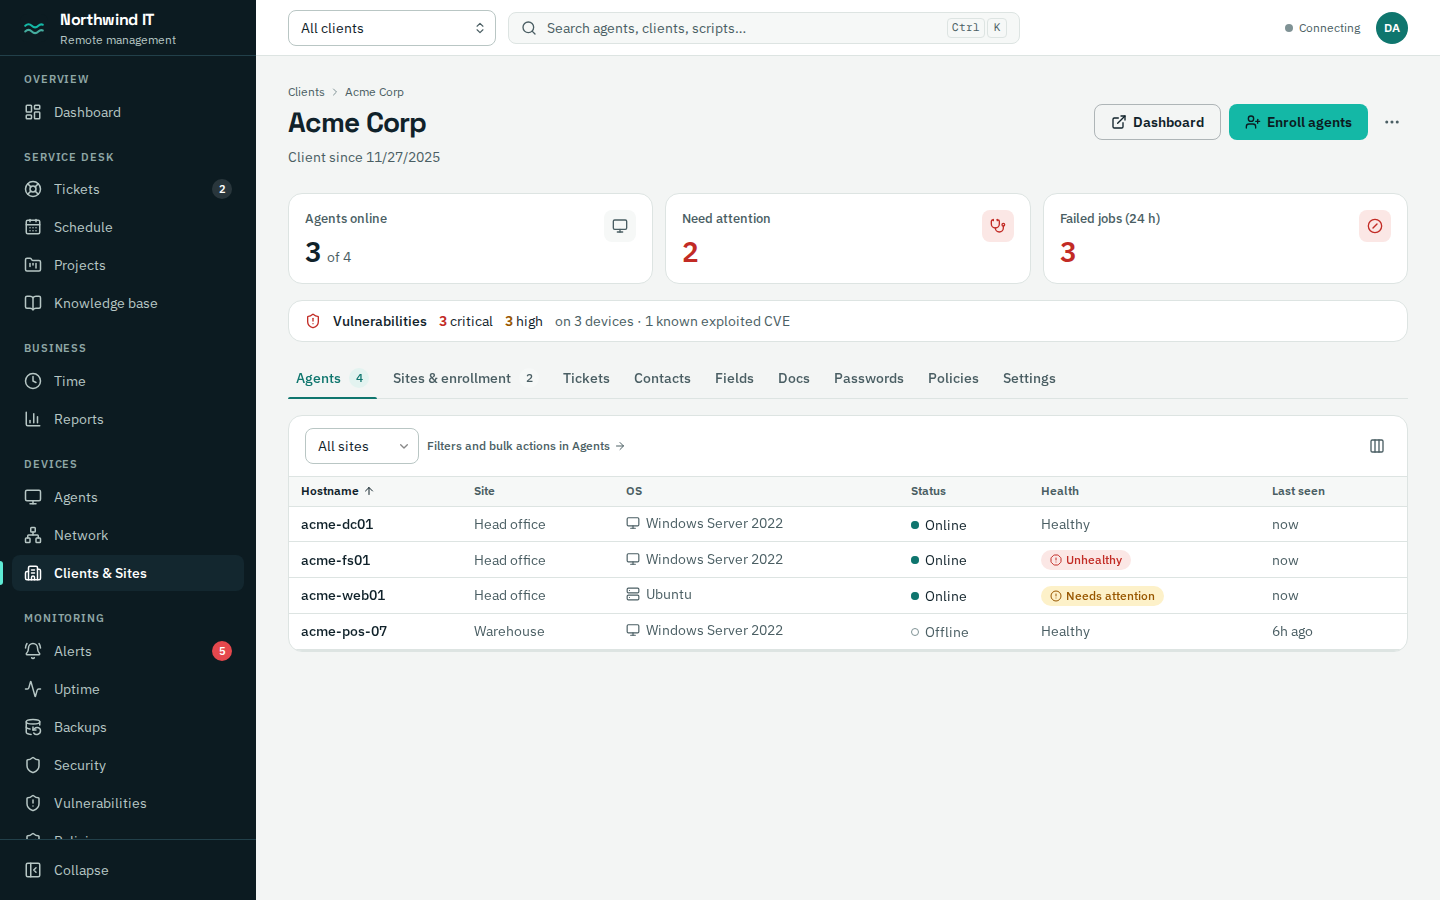 Northwind IT
Remote management
OVERVIEW
Dashboard
SERVICE DESK
Tickets 2
Schedule
Projects
Knowledge base
BUSINESS
Time
Reports
DEVICES
Agents
Network
Clients & Sites
MONITORING
Alerts 5
Uptime
Backups
Security
Vulnerabilities
Collapse
All clients
Search agents, clients, scripts... Ctrl K
Connecting DA
Clients Acme Corp
Acme Corp
Client since 11/27/2025
Dashboard Enroll agents
Agents online
3 of 4
Need attention
2
Failed jobs (24 h)
3
Vulnerabilities 3 critical 3 high on 3 devices · 1 known exploited CVE
Agents 4 Sites & enrollment 2 Tickets Contacts Fields Docs Passwords Policies Settings
All sites Filters and bulk actions in Agents →
Hostname ↑ Site OS Status Health Last seen
acme-dc01 Head office Windows Server 2022 Online Healthy now
acme-fs01 Head office Windows Server 2022 Online Unhealthy now
acme-web01 Head office Ubuntu Online Needs attention now
acme-pos-07 Warehouse Windows Server 2022 Offline Healthy 6h ago